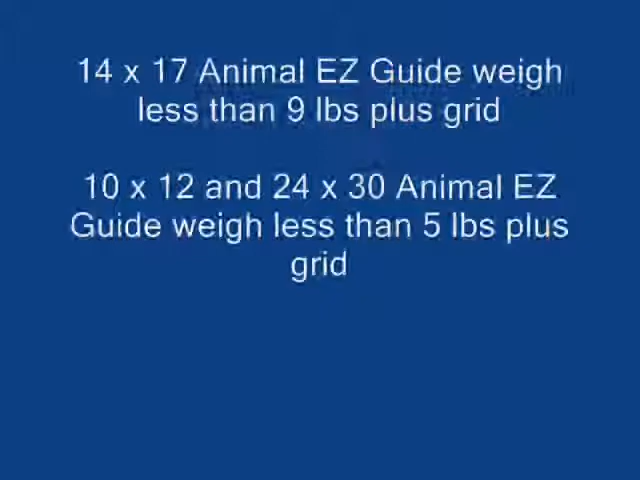 14 x 17 Animal EZ Guide weigh
less than 9 lbs plus grid
10 x 12 and 24 x 30 Animal EZ
Guide weigh less than 5 lbs plus
grid